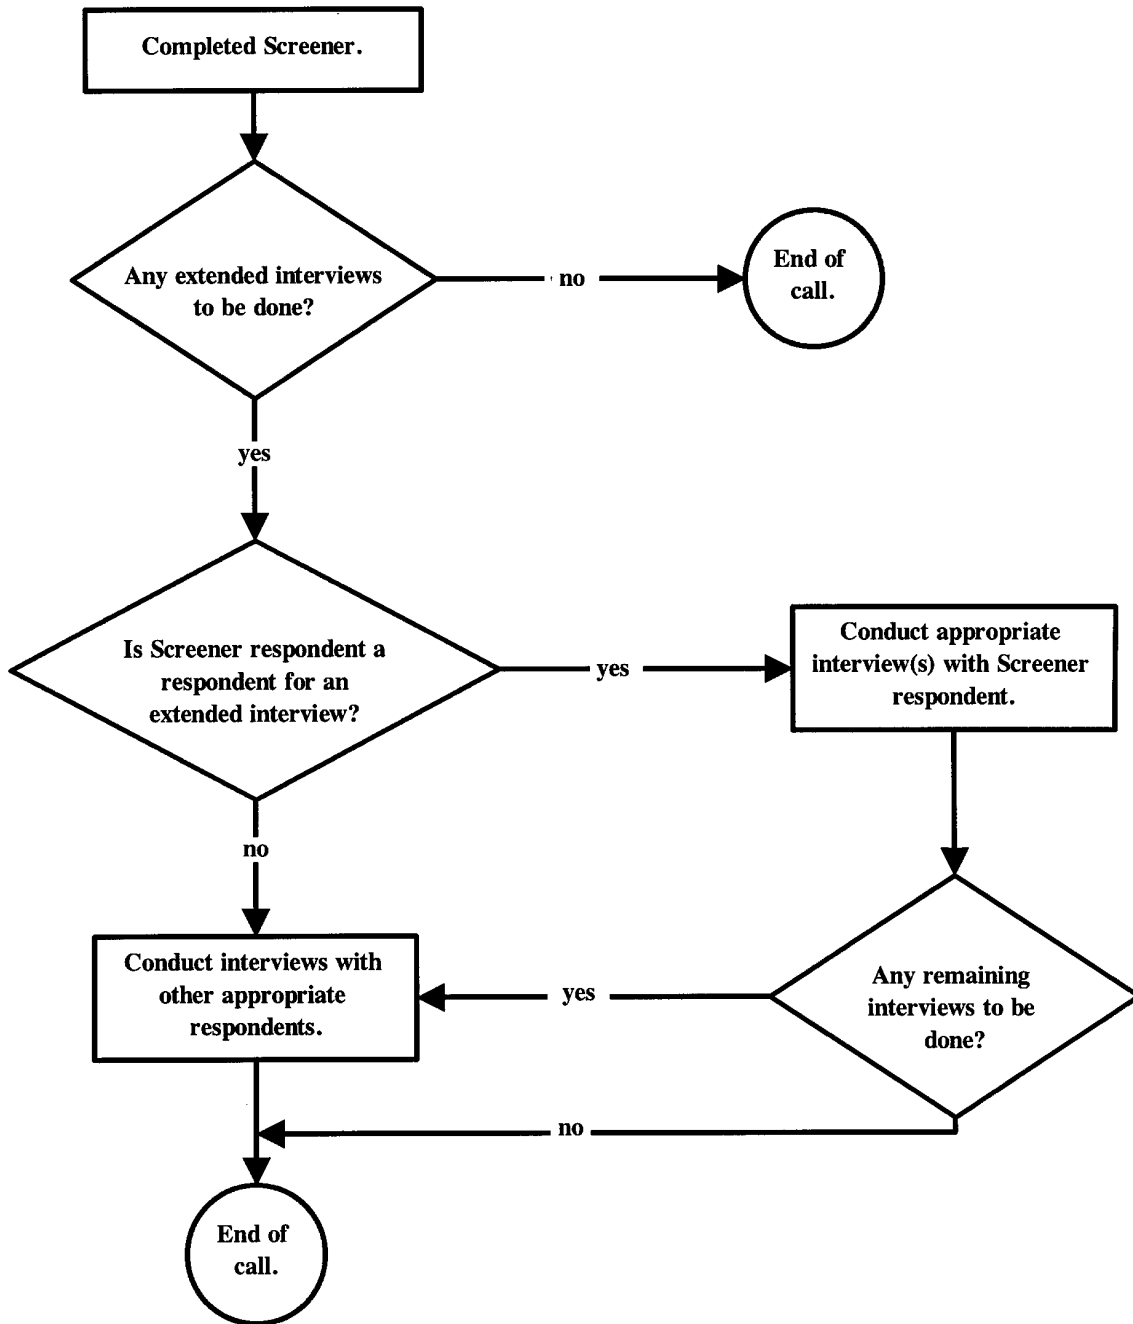 Completed Screener.
Any extended interviews
to be done?
no
End of
call.
yes
Is Screener respondent a
respondent for an
extended interview?
yes
Conduct appropriate
interview(s) with Screener
respondent.
no
Conduct interviews with
other appropriate
respondents.
yes
Any remaining
interviews to be
done?
no
End of
call.